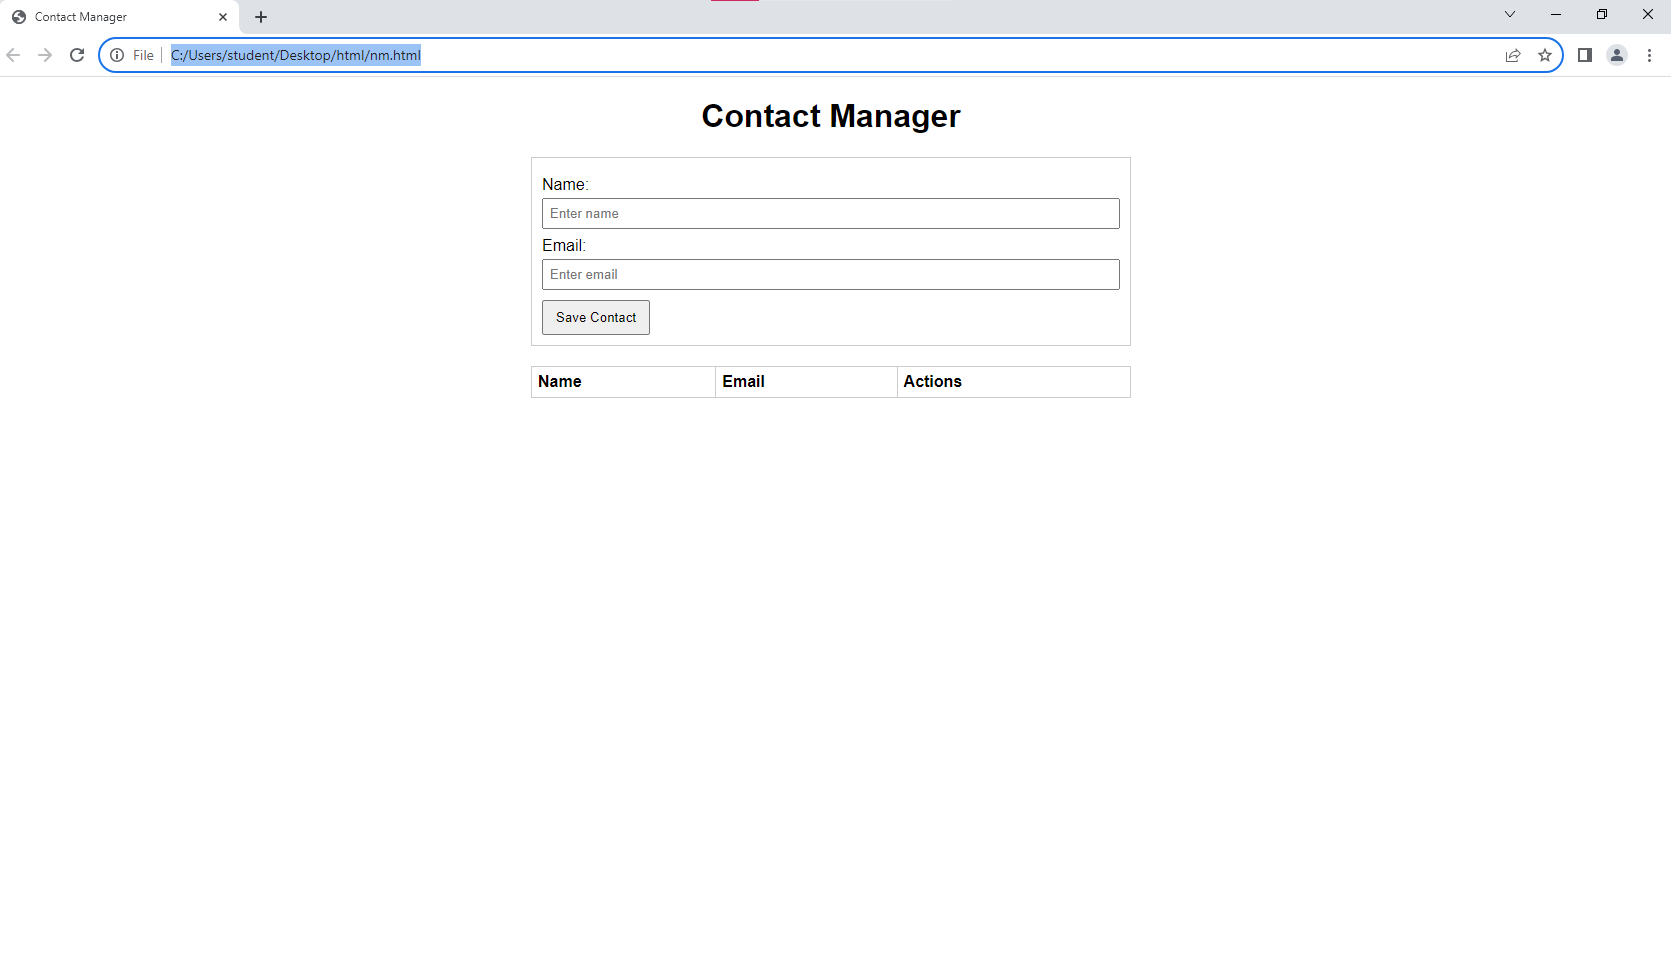 Contact Manager
File C:/Users/student/Desktop/html/nm.html
Contact Manager
Name:
Enter name
Email:
Enter email
Save Contact
Name Email Actions